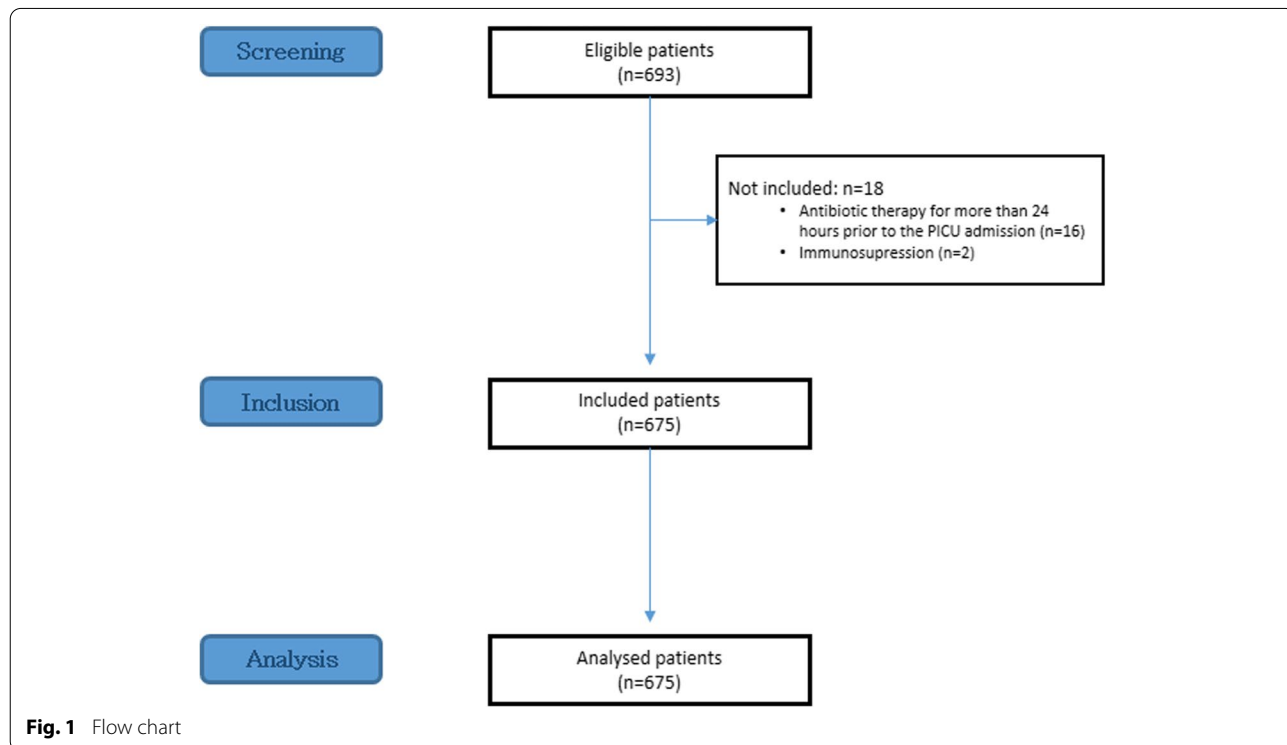 Screening
Eligible patients
(n=693)
Not included: n=18
• Antibiotic therapy for more than 24
hours prior to the PICU admission (n=16)
• Immunosupression (n=2)
Inclusion
Included patients
(n=675)
Analysis
Analysed patients
(n=675)
Fig. 1 Flow chart